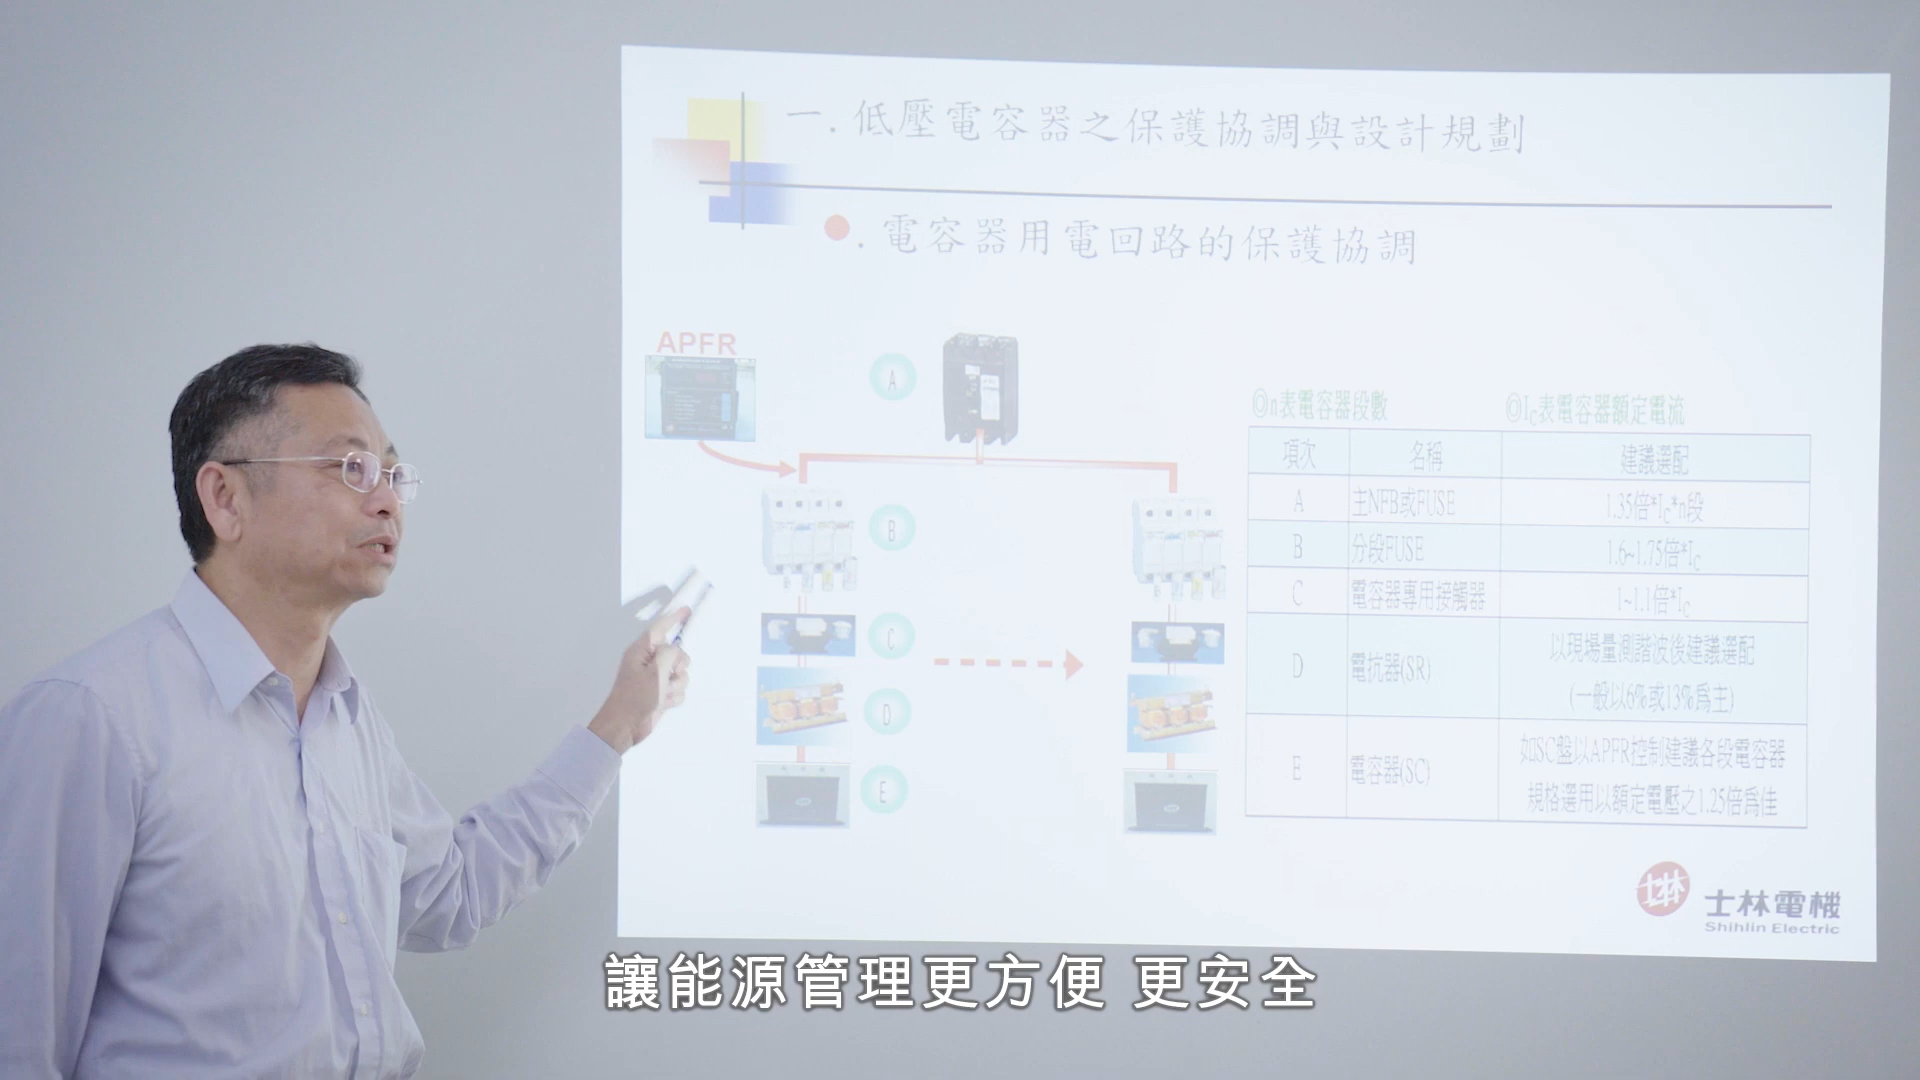 一. 低壓電容器之保護協調與設計規劃
. 電容器用電回路的保護協調
APFR
A
B
C
D
E
◎n表電容器段數 ◎Ic表電容器額定電流
項次 名稱 建議選配
A 主NFB或FUSE 1.35倍*Ic*n段
B 分段FUSE 1.6~1.75倍*Ic
C 電容器專用接觸器 1~1.1倍*Ic
D 電抗器(SR) 以現場量測諧波後建議選配
(一般以6%或13%為主)
E 電容器(SC) 如SC盤以APFR控制建議各段電容器
規格選用以額定電壓之1.25倍為佳
士林
士林電機
Shihlin Electric
讓能源管理更方便 更安全